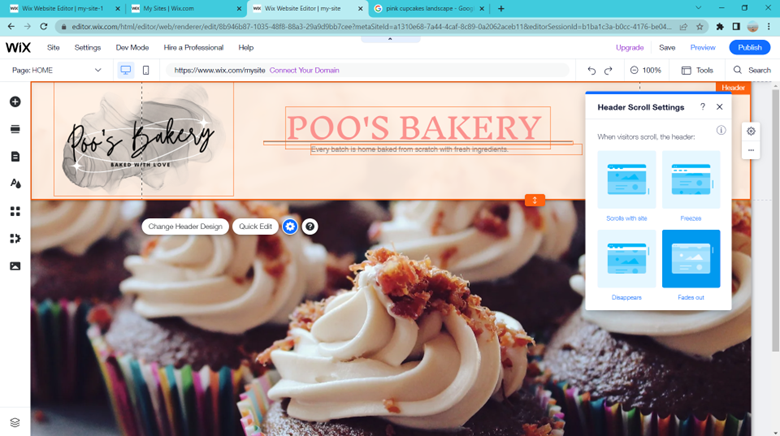 Wix Website Editor | my-site-1
My Sites | Wix.com
Wix Website Editor | my-site
pink cupcakes landscape - Goog
editor.wix.com/html/editor/web/renderer/edit/8b946b87-1035-48f8-88a3-29a9d9bb7cee?metaSiteId=a1310e68-7a44-4caf-8c89-0a2062aceb11&editorSessionId=b1ba1c3a-b0cc-4176-be04...
WiX
Site
Settings
Dev Mode
Hire a Professional
Help
Upgrade
Save
Preview
Publish
Page: HOME
https://www.wix.com/mysite
Connect Your Domain
100%
Tools
Search
Header
Poo's Bakery
BAKED WITH LOVE
POO'S BAKERY
Every batch is home baked from scratch with fresh ingredients.
Change Header Design
Quick Edit
Header Scroll Settings
When visitors scroll, the header:
Scrolls with site
Freezes
Disappears
Fades out